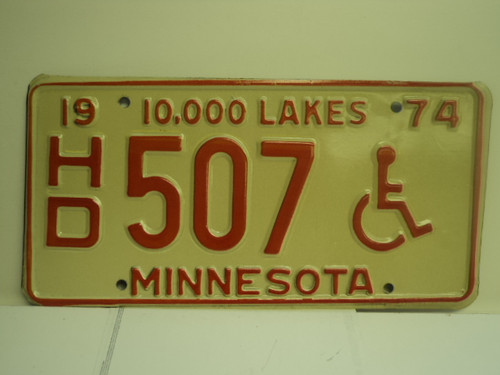 19 10,000 LAKES 74
HD 507
MINNESOTA